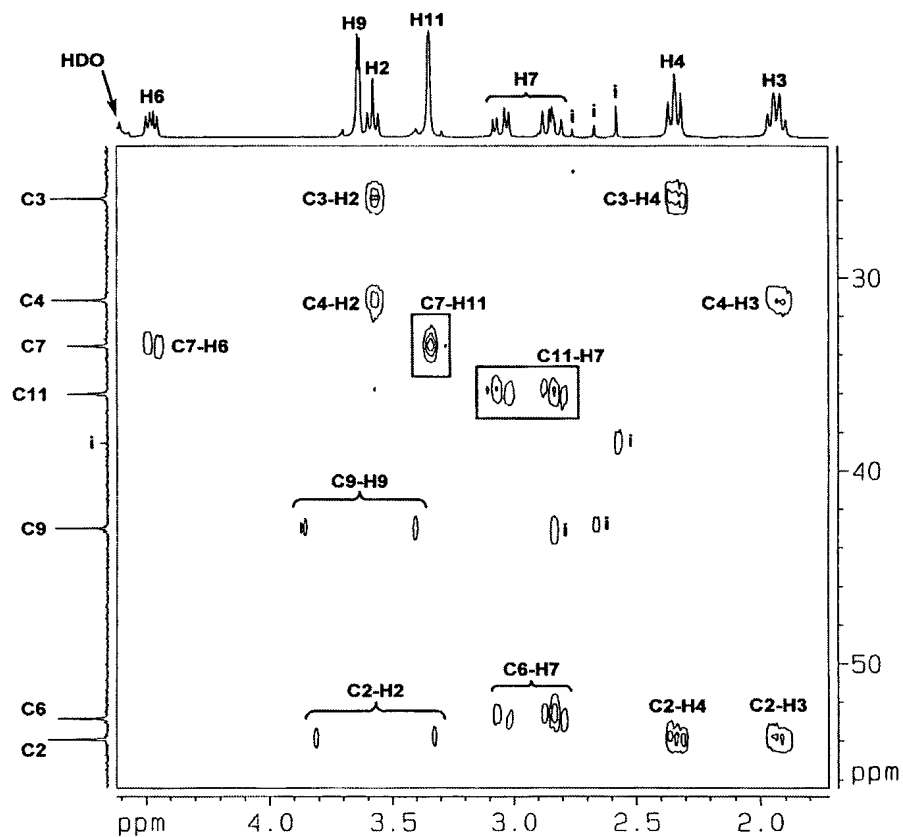 H9
H11
HDO
H2
H4
H6
H7
i
i
i
H3
C3
C3-H2
C3-H4
30
C4
C4-H2
C7-H11
C4-H3
C7
C7-H6
C11-H7
C11
i
i
40
C9-H9
C9
i
i
50
C6-H7
C2-H2
C2-H4
C2-H3
C6
C2
ppm
ppm
4.0
3.5
3.0
2.5
2.0